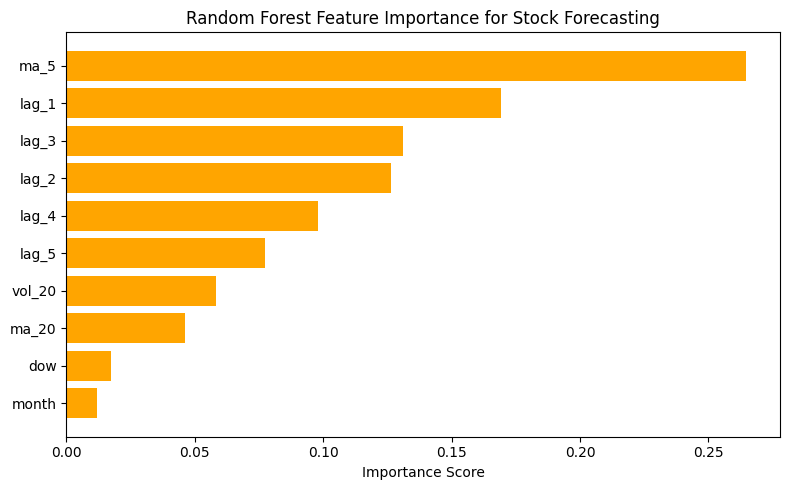 Random Forest Feature Importance for Stock Forecasting
ma_5
lag_1
lag_3
lag_2
lag_4
lag_5
vol_20
ma_20
dow
month
0.00 0.05 0.10 0.15 0.20 0.25
Importance Score